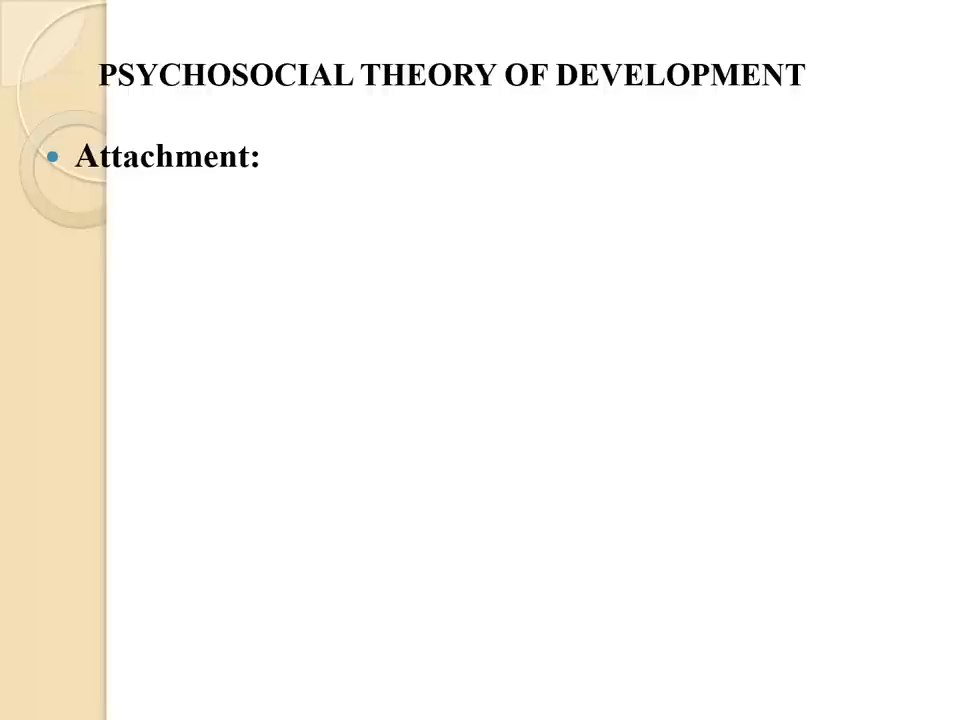 PSYCHOSOCIAL THEORY OF DEVELOPMENT
• Attachment: